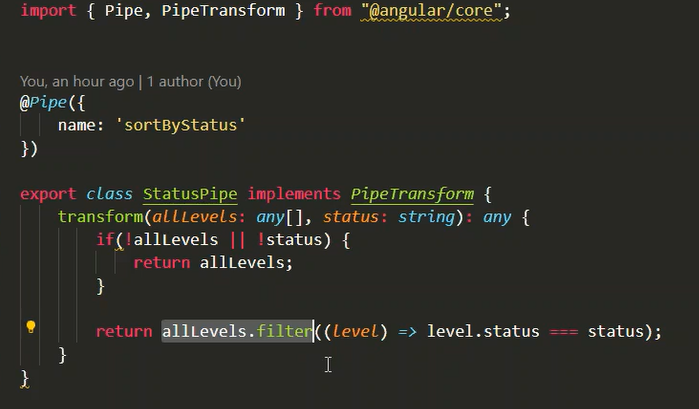 import { Pipe, PipeTransform } from "@angular/core";
You, an hour ago | 1 author (You)
@Pipe({
name: 'sortByStatus'
})
export class StatusPipe implements PipeTransform {
transform(allLevels: any[], status: string): any {
if(!allLevels || !status) {
return allLevels;
}
return allLevels.filter((level) => level.status === status);
}
}